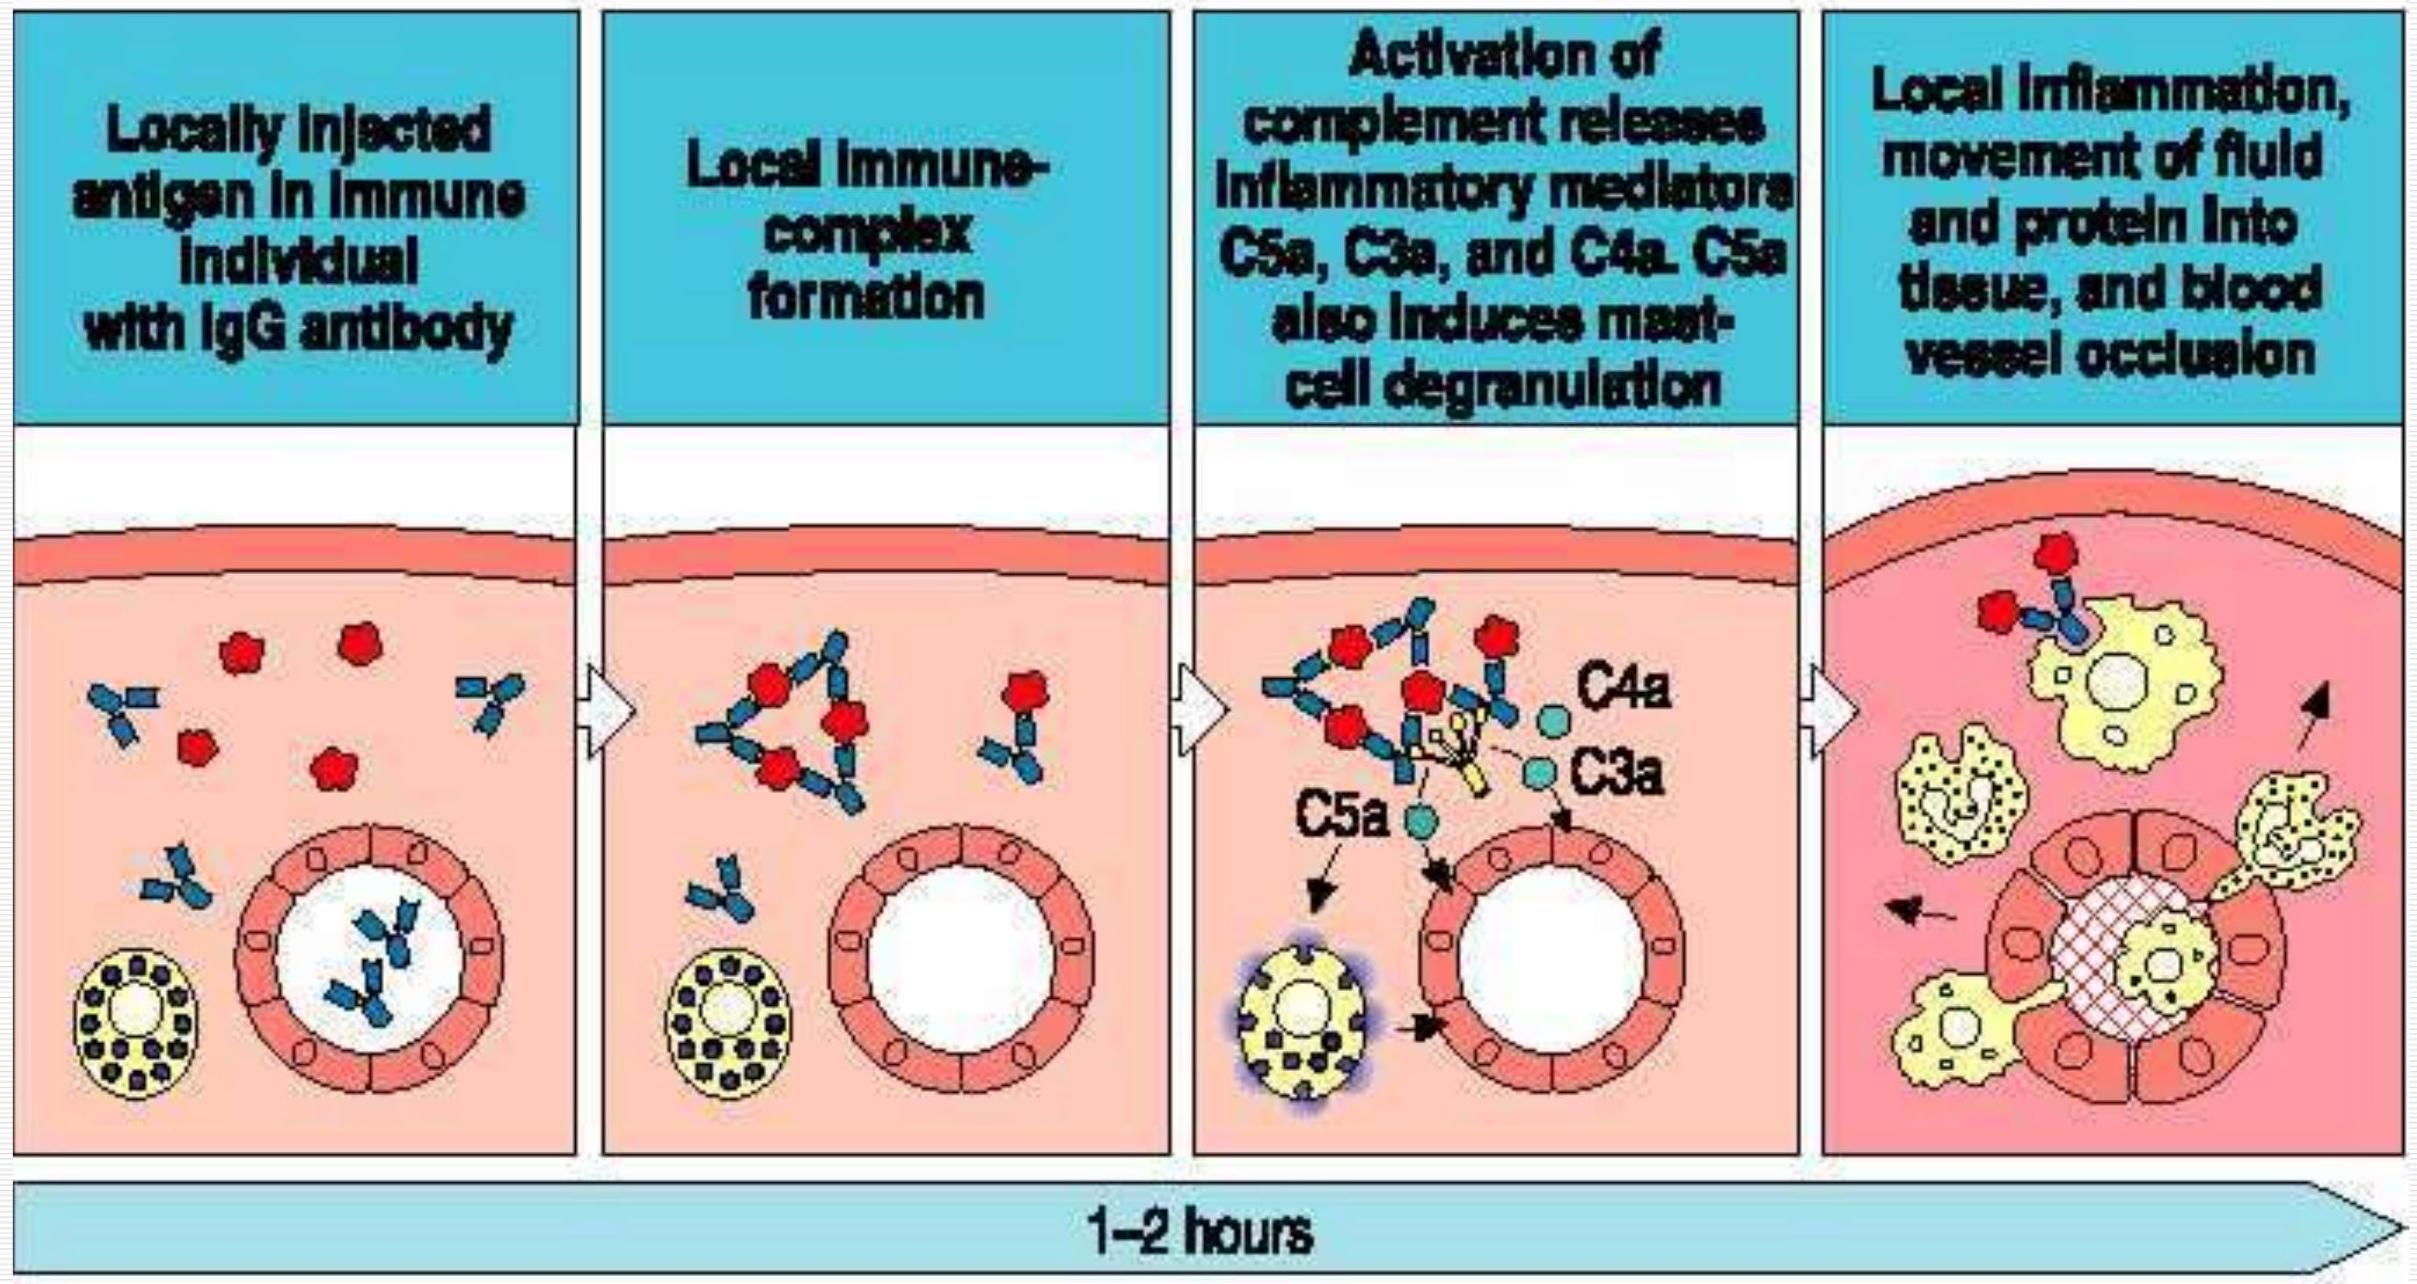 Locally injected
antigen in immune
individual
with IgG antibody
Local immune-
complex
formation
Activation of
complement releases
inflammatory mediators
C5a, C3a, and C4a. C5a
also induces mast-
cell degranulation
Local inflammation,
movement of fluid
and protein into
tissue, and blood
vessel occlusion
C4a
C3a
C5a
1–2 hours